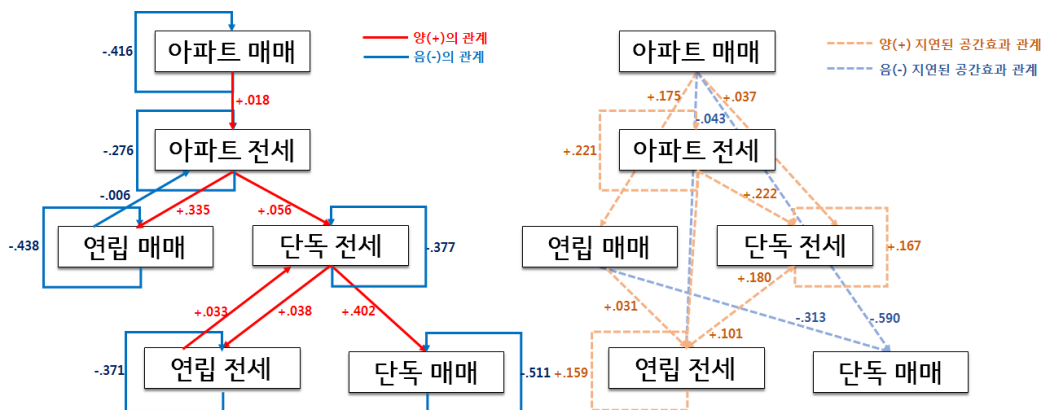 -.416
아파트 매매
양(+)의 관계
음(-)의 관계
+.018
-.276
아파트 전세
-.006
+.335
+.056
-.438
연립 매매
단독 전세
-.377
+.033
+.038
+.402
-.371
연립 전세
단독 매매
-.511
아파트 매매
양(+) 지연된 공간효과 관계
음(-) 지연된 공간효과 관계
+.175
+.037
-.043
+.221
아파트 전세
+.222
연립 매매
단독 전세
+.167
+.180
+.031
-.313
-.590
+.101
+.159
연립 전세
단독 매매